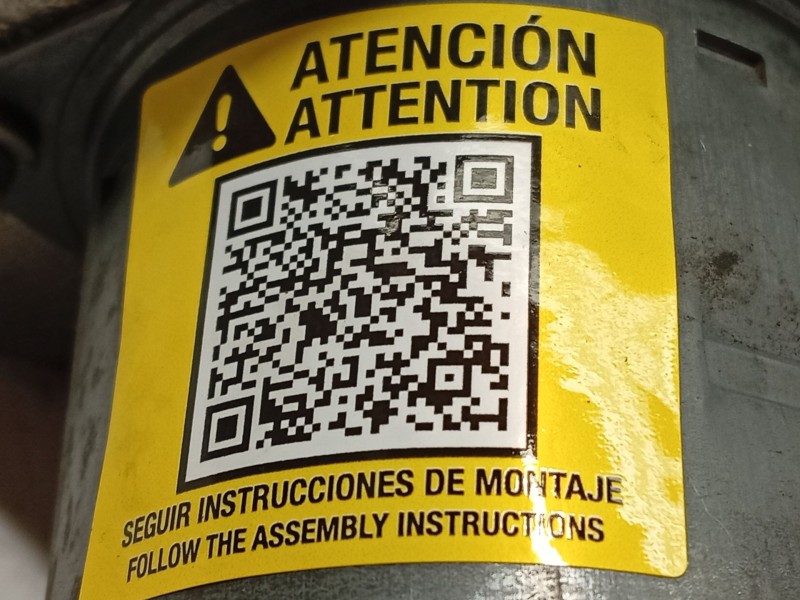 ATENCIÓN
ATTENTION
SEGUIR INSTRUCCIONES DE MONTAJE
FOLLOW THE ASSEMBLY INSTRUCTIONS